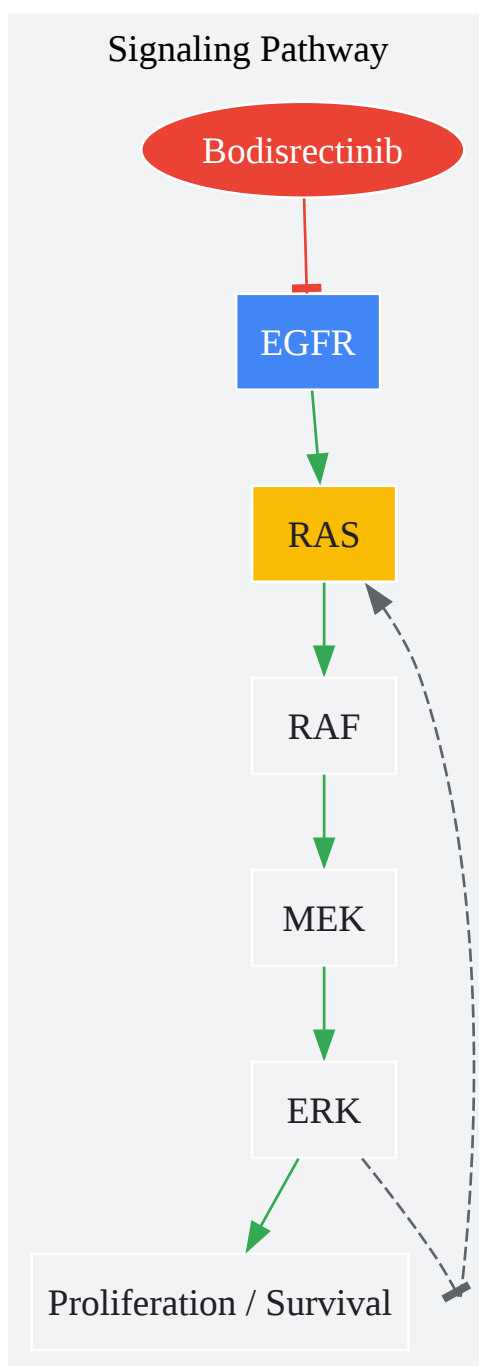 Signaling Pathway
Bodisrectinib
EGFR
RAS
RAF
MEK
ERK
Proliferation / Survival